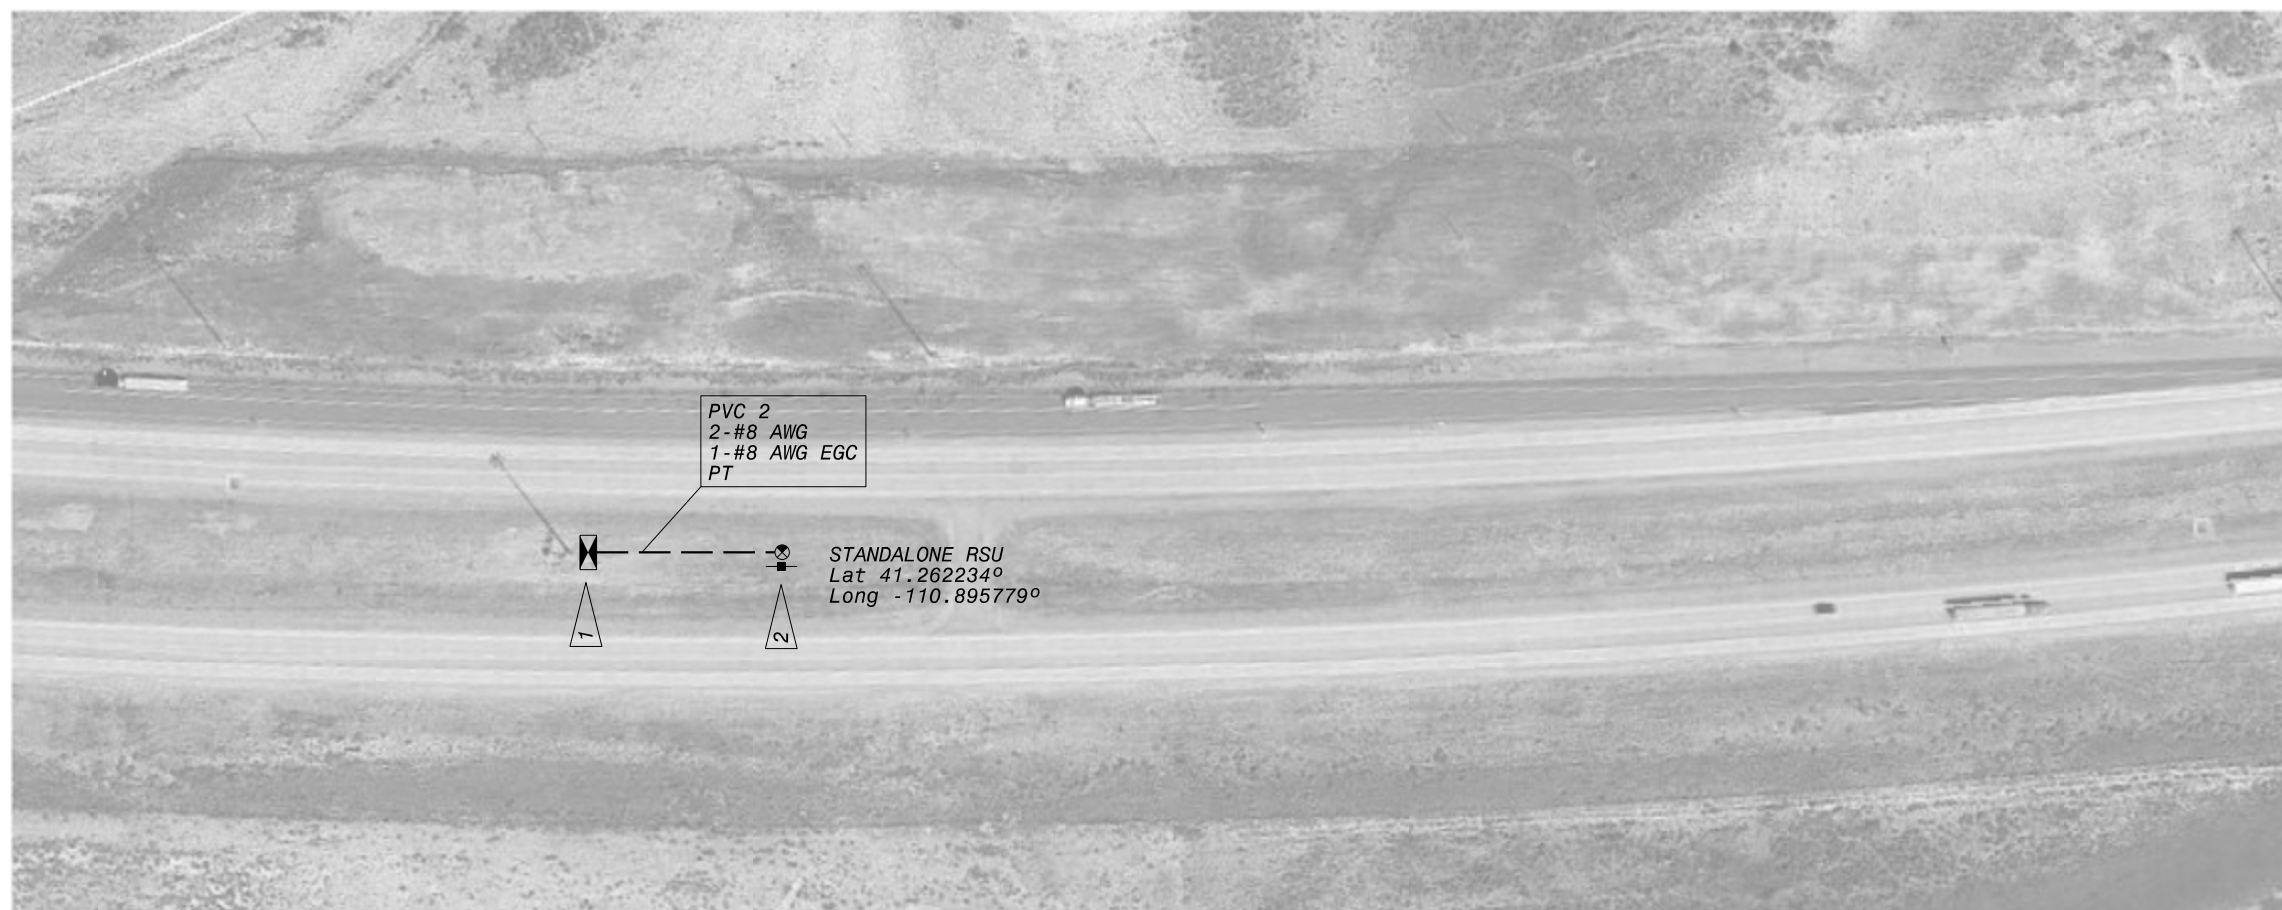 PVC 2
2-#8 AWG
1-#8 AWG EGC
PT
STANDALONE RSU
Lat 41.262234º
Long -110.895779º
1
2